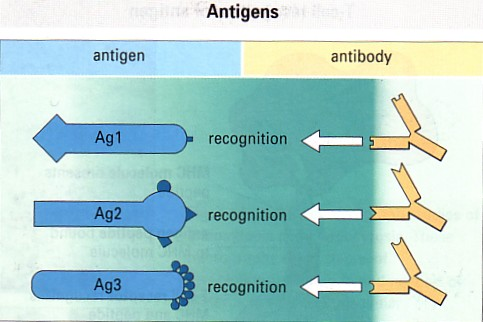 Antigens
antigen
antibody
Ag1
recognition
Ag2
recognition
Ag3
recognition